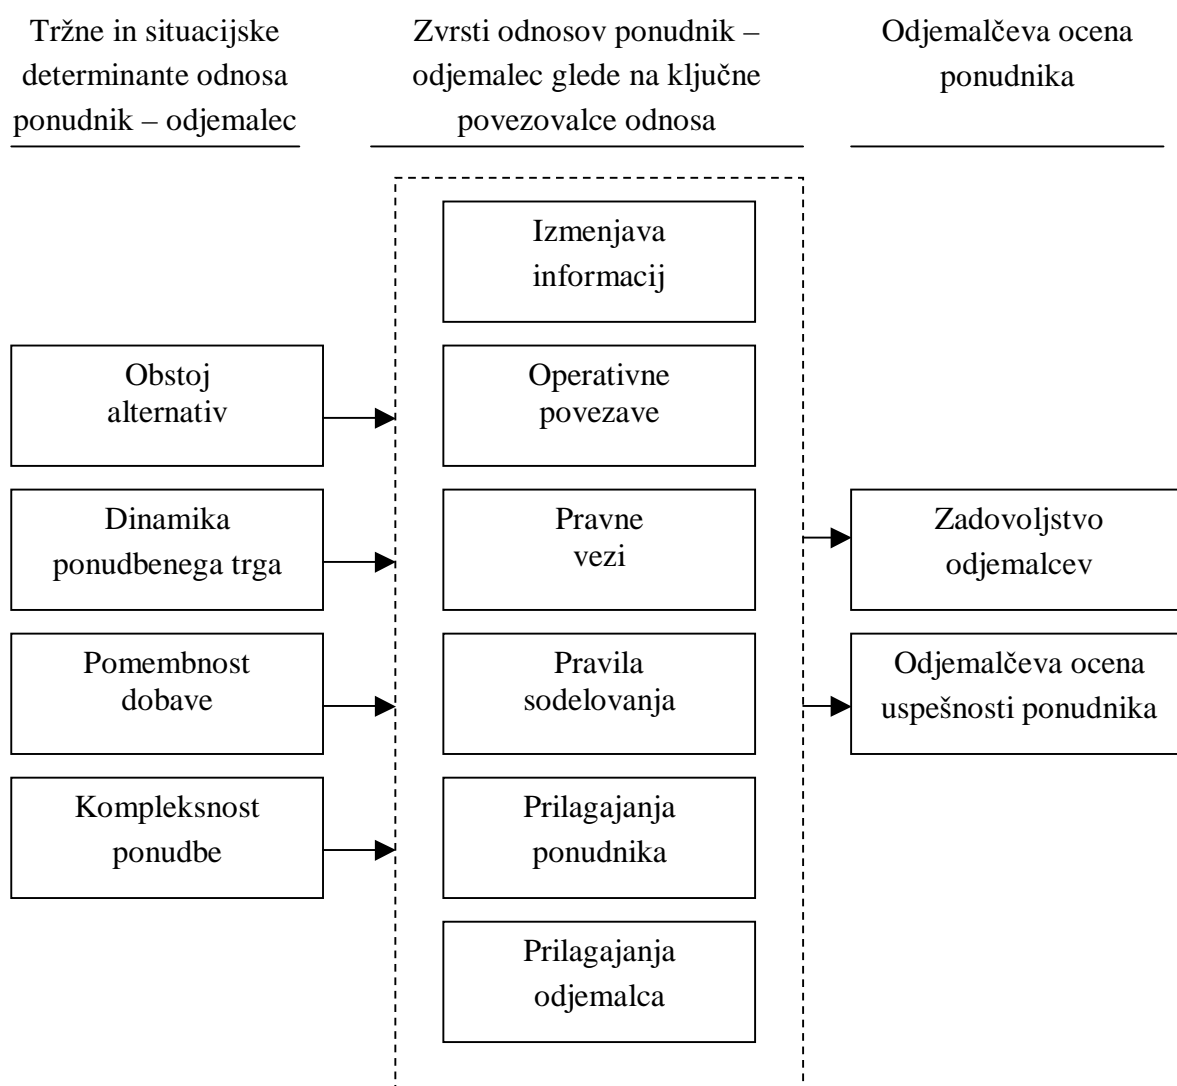 Tržne in situacijske
determinante odnosa
ponudnik – odjemalec
Zvrsti odnosov ponudnik –
odjemalec glede na ključne
povezovalce odnosa
Odjemalčeva ocena
ponudnika
Izmenjava
informacij
Obstoj
alternativ
Operativne
povezave
Dinamika
ponudbenega trga
Pravne
vezi
Zadovoljstvo
odjemalcev
Pomembnost
dobave
Pravila
sodelovanja
Odjemalčeva ocena
uspešnosti ponudnika
Kompleksnost
ponudbe
Prilagajanja
ponudnika
Prilagajanja
odjemalca